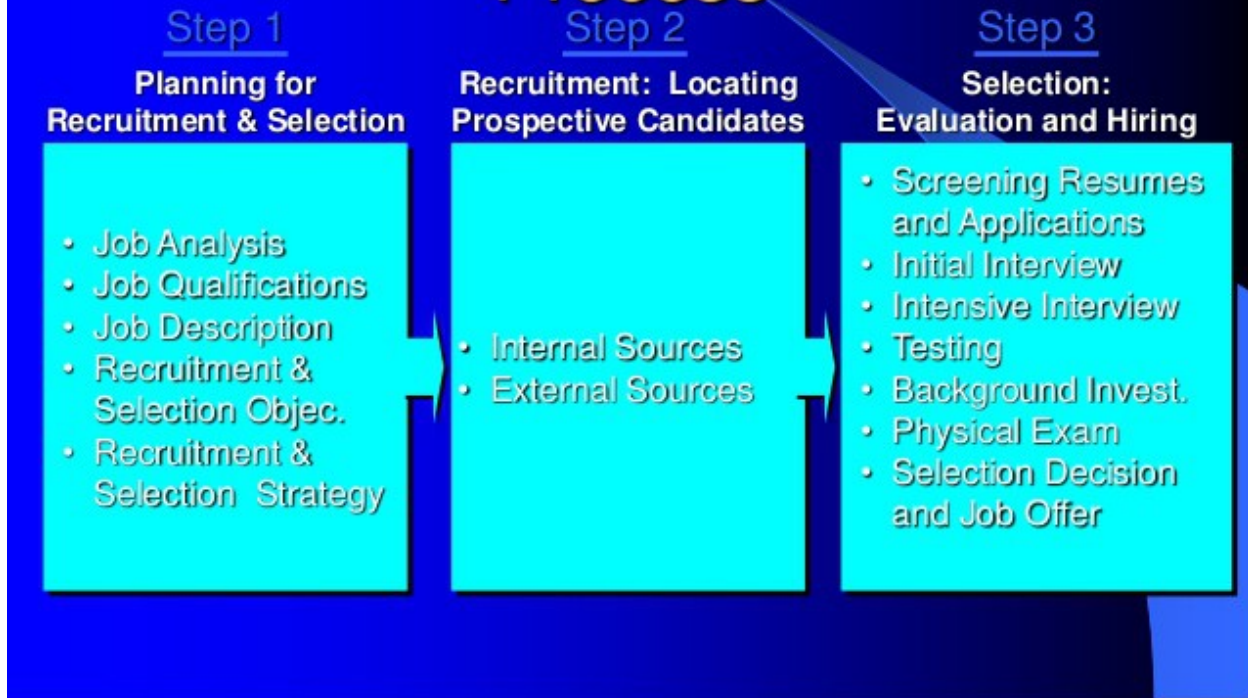 Step 1
Planning for
Recruitment & Selection
• Job Analysis
• Job Qualifications
• Job Description
• Recruitment &
Selection Objec.
• Recruitment &
Selection Strategy
Step 2
Recruitment: Locating
Prospective Candidates
• Internal Sources
• External Sources
Step 3
Selection:
Evaluation and Hiring
• Screening Resumes
and Applications
• Initial Interview
• Intensive Interview
• Testing
• Background Invest.
• Physical Exam
• Selection Decision
and Job Offer